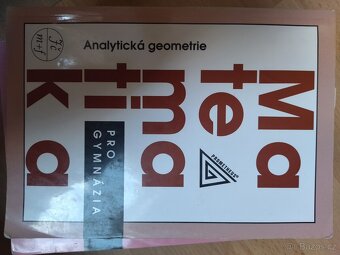 Analytická geometrie
Ma
te
ma
ti
ka
PRO
GYMNÁZIA
PROMETHEUS